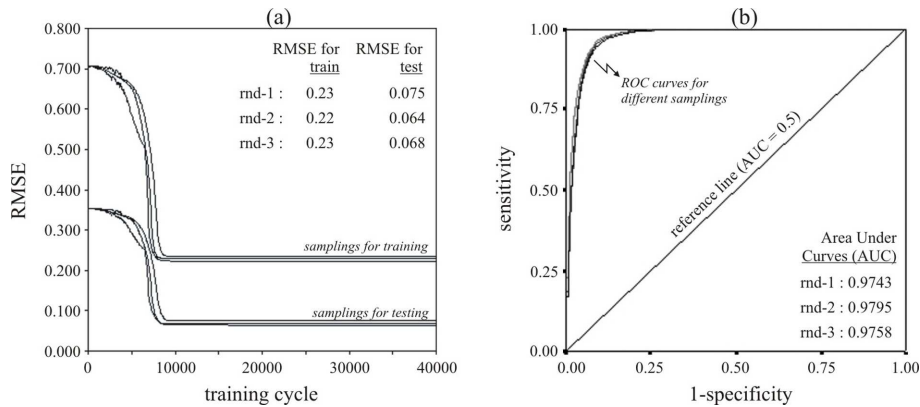 (a)
RMSE
0.800
0.700
0.600
0.500
0.400
0.300
0.200
0.100
0.000
RMSE for train RMSE for test
rnd-1 : 0.23 0.075
rnd-2 : 0.22 0.064
rnd-3 : 0.23 0.068
samplings for training
samplings for testing
0 10000 20000 30000 40000
training cycle
(b)
sensitivity
1.00
0.75
0.50
0.25
0.00
ROC curves for
different samplings
reference line (AUC = 0.5)
Area Under
Curves (AUC)
rnd-1 : 0.9743
rnd-2 : 0.9795
rnd-3 : 0.9758
0.00 0.25 0.50 0.75 1.00
1-specificity